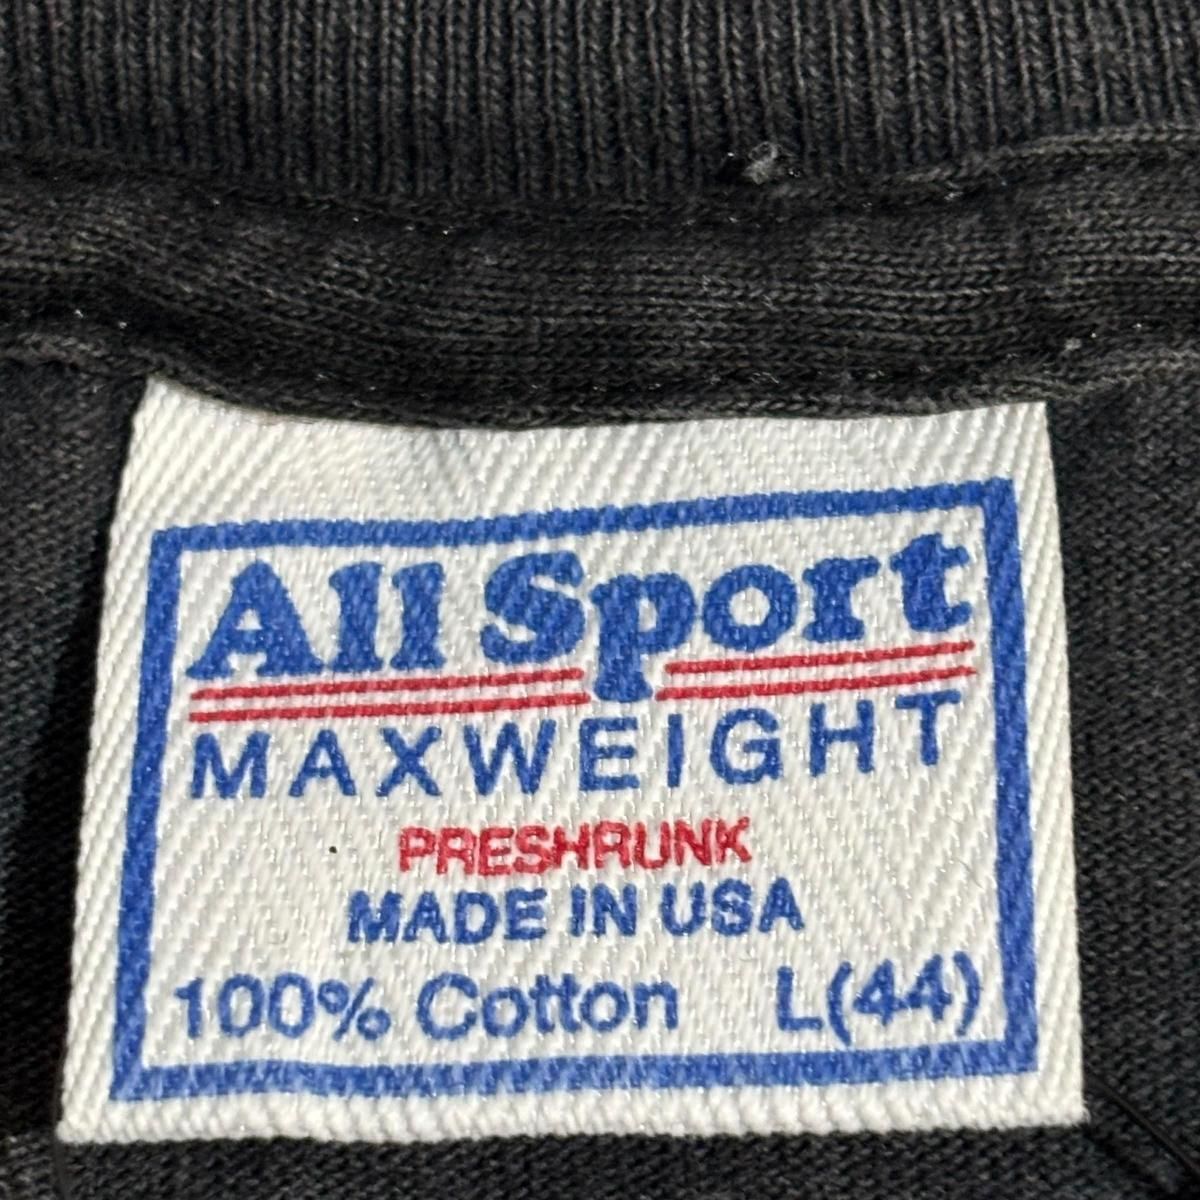 All Sport
MAXWEIGHT
PRESHRUNK
MADE IN USA
100% Cotton L(44)